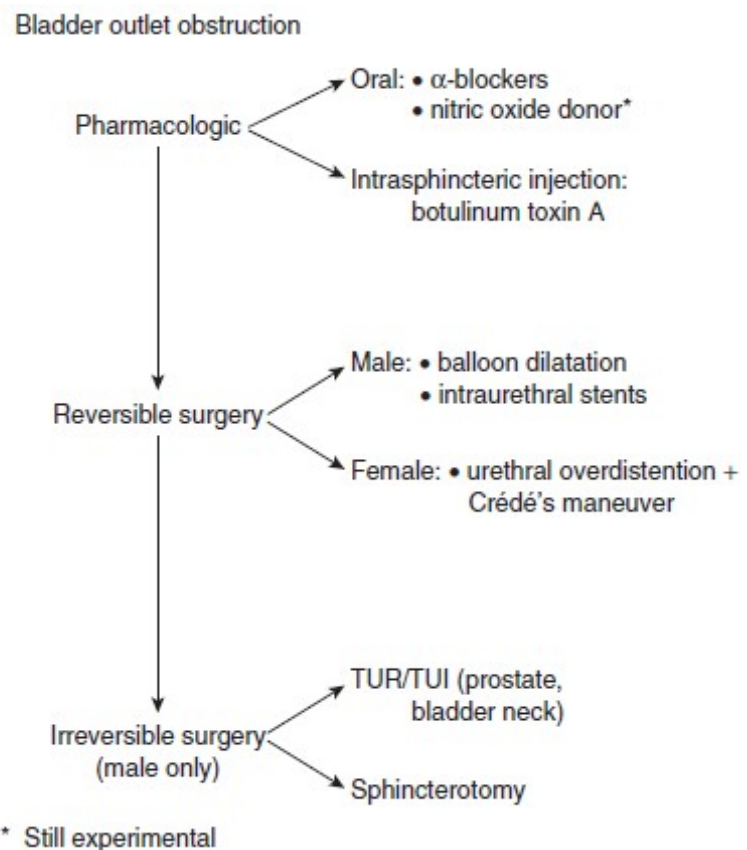 Bladder outlet obstruction
Pharmacologic
Oral: • α-blockers
• nitric oxide donor*
Intrasphincteric injection:
botulinum toxin A
Reversible surgery
Male: • balloon dilatation
• intraurethral stents
Female: • urethral overdistention +
Crédé's maneuver
Irreversible surgery
(male only)
TUR/TUI (prostate,
bladder neck)
Sphincterotomy
* Still experimental